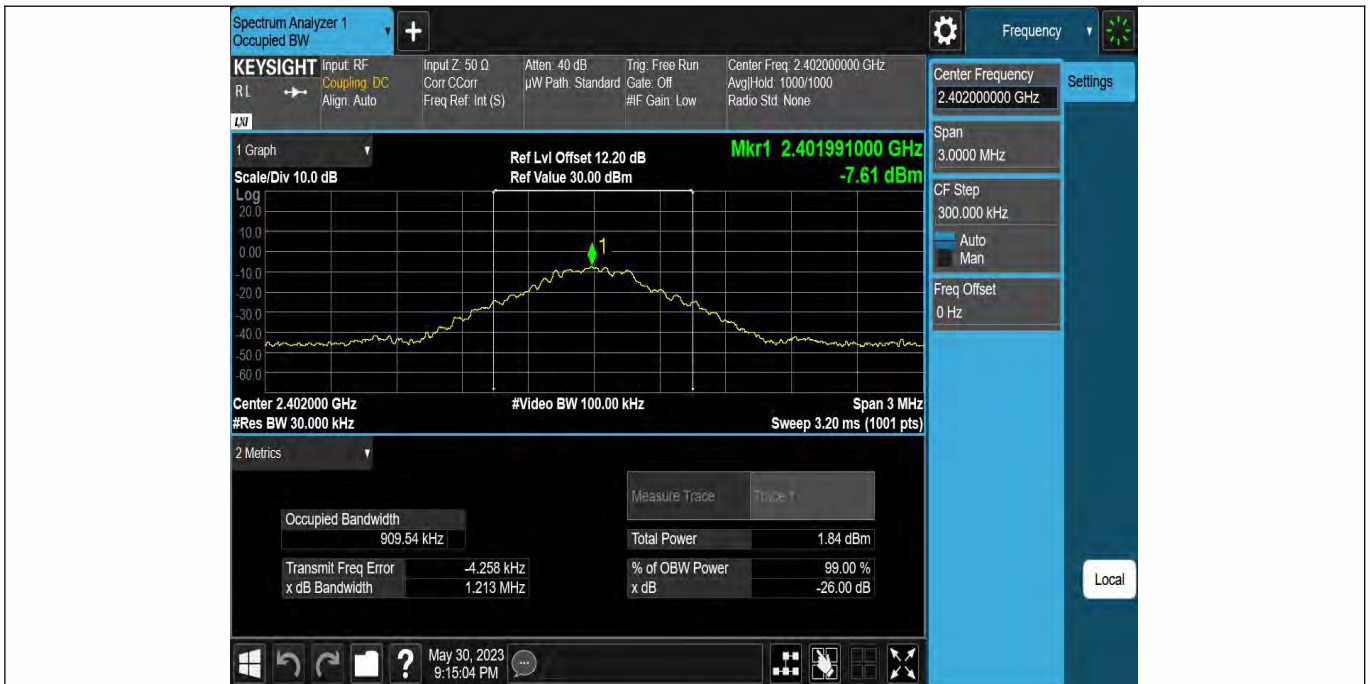 Spectrum Analyzer 1
Occupied BW
+
Frequency
KEYSIGHT
RL
LXI
Input: RF
Coupling: DC
Align: Auto
Input Z: 50 Ω
Corr CCorr
Freq Ref: Int (S)
Atten: 40 dB
µW Path: Standard
Trig: Free Run
Gate: Off
#IF Gain: Low
Center Freq: 2.402000000 GHz
Avg|Hold: 1000/1000
Radio Std: None
Center Frequency
2.402000000 GHz
Settings
Span
3.0000 MHz
CF Step
300.000 kHz
Auto
Man
Freq Offset
0 Hz
Local
1 Graph
Scale/Div 10.0 dB
Ref Lvl Offset 12.20 dB
Ref Value 30.00 dBm
Mkr1 2.401991000 GHz
-7.61 dBm
Log
20.0
10.0
0.00
-10.0
-20.0
-30.0
-40.0
-50.0
-60.0
1
Center 2.402000 GHz
#Res BW 30.000 kHz
#Video BW 100.00 kHz
Span 3 MHz
Sweep 3.20 ms (1001 pts)
2 Metrics
Measure Trace Trace 1
Occupied Bandwidth
909.54 kHz
Total Power 1.84 dBm
Transmit Freq Error -4.258 kHz
% of OBW Power 99.00 %
x dB Bandwidth 1.213 MHz
x dB -26.00 dB
?
May 30, 2023
9:15:04 PM